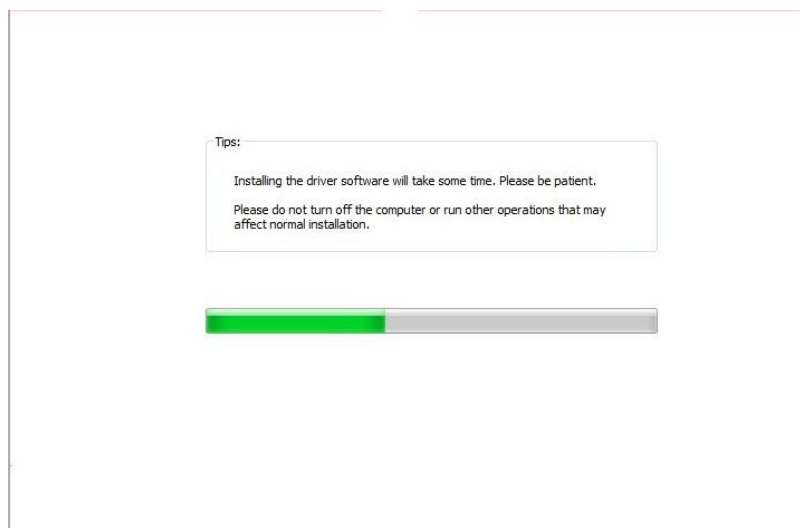 Tips:
Installing the driver software will take some time. Please be patient.
Please do not turn off the computer or run other operations that may
affect normal installation.